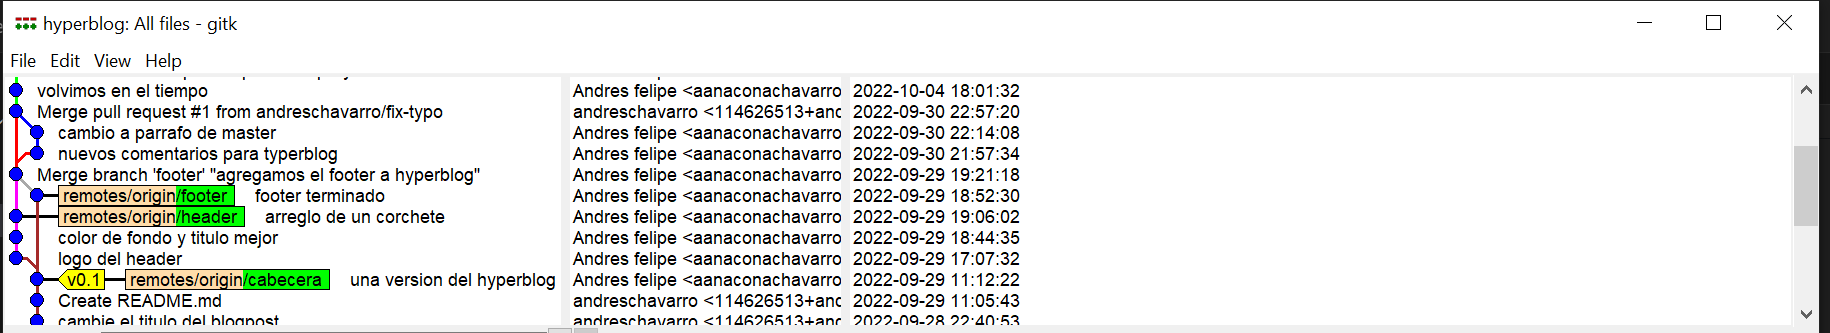 hyperblog: All files - gitk
File Edit View Help
volvimos en el tiempo Andres felipe <aanaconachavarro 2022-10-04 18:01:32
Merge pull request #1 from andreschavarro/fix-typo andreschavarro <114626513+and 2022-09-30 22:57:20
cambio a parrafo de master Andres felipe <aanaconachavarro 2022-09-30 22:14:08
nuevos comentarios para typerblog Andres felipe <aanaconachavarro 2022-09-30 21:57:34
Merge branch 'footer' "agregamos el footer a hyperblog" Andres felipe <aanaconachavarro 2022-09-29 19:21:18
remotes/origin/footer footer terminado Andres felipe <aanaconachavarro 2022-09-29 18:52:30
remotes/origin/header arreglo de un corchete Andres felipe <aanaconachavarro 2022-09-29 19:06:02
color de fondo y titulo mejor Andres felipe <aanaconachavarro 2022-09-29 18:44:35
logo del header Andres felipe <aanaconachavarro 2022-09-29 17:07:32
v0.1 remotes/origin/cabecera una version del hyperblog Andres felipe <aanaconachavarro 2022-09-29 11:12:22
Create README.md andreschavarro <114626513+and 2022-09-29 11:05:43
cambie el titulo del blogpost andreschavarro <114626513+and 2022-09-28 22:40:53